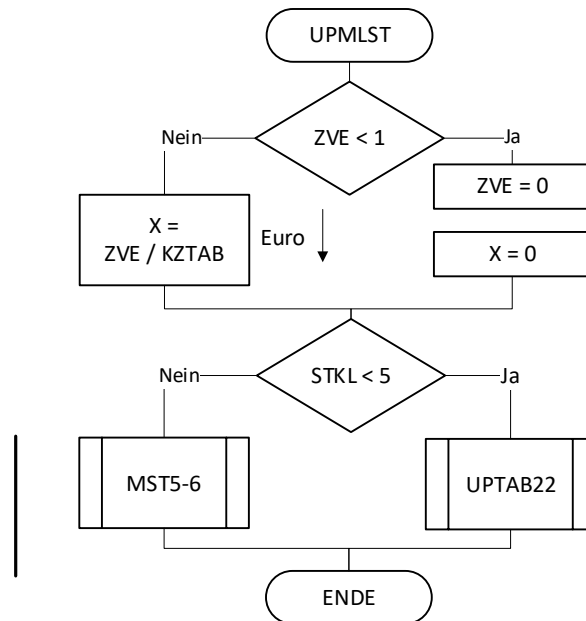 UPMLST
ZVE < 1
Nein
Ja
ZVE = 0
X =
ZVE / KZTAB
Euro
X = 0
STKL < 5
Nein
Ja
MST5-6
UPTAB22
ENDE